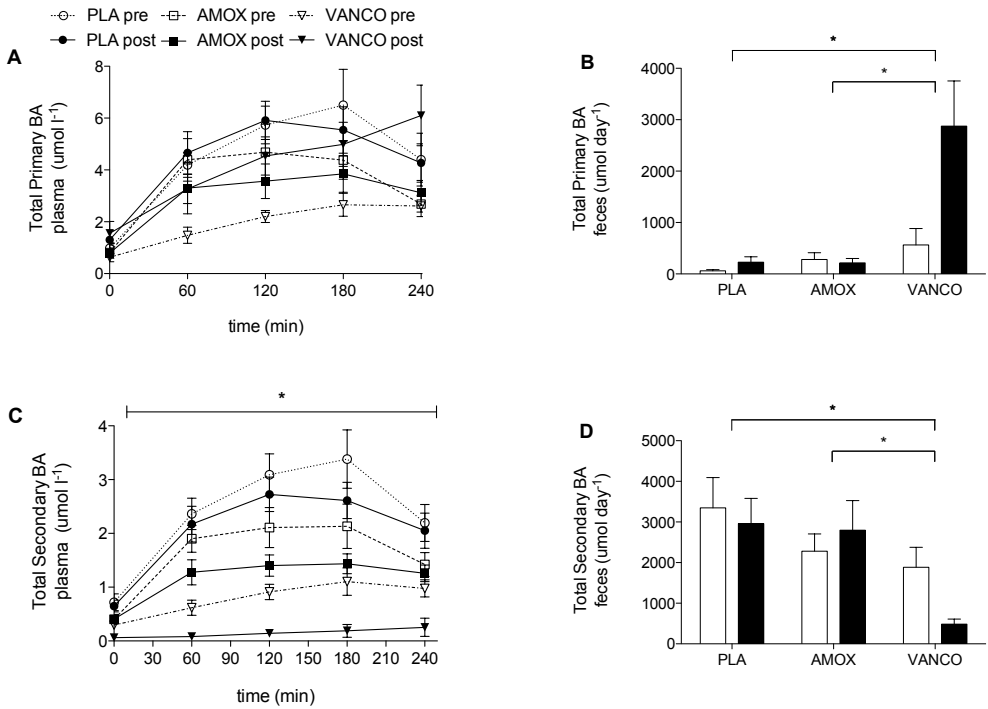 PLA pre AMOX pre VANCO pre
PLA post AMOX post VANCO post
A
8
6
4
2
0
Total Primary BA
plasma (umol l-1)
0 60 120 180 240
time (min)
B
*
*
4000
3000
2000
1000
0
Total Primary BA
feces (umol day-1)
PLA AMOX VANCO
C
*
4
3
2
1
0
Total Secondary BA
plasma (umol l-1)
0 30 60 90 120 150 180 210 240
time (min)
D
*
*
5000
4000
3000
2000
1000
0
Total Secondary BA
feces (umol day-1)
PLA AMOX VANCO